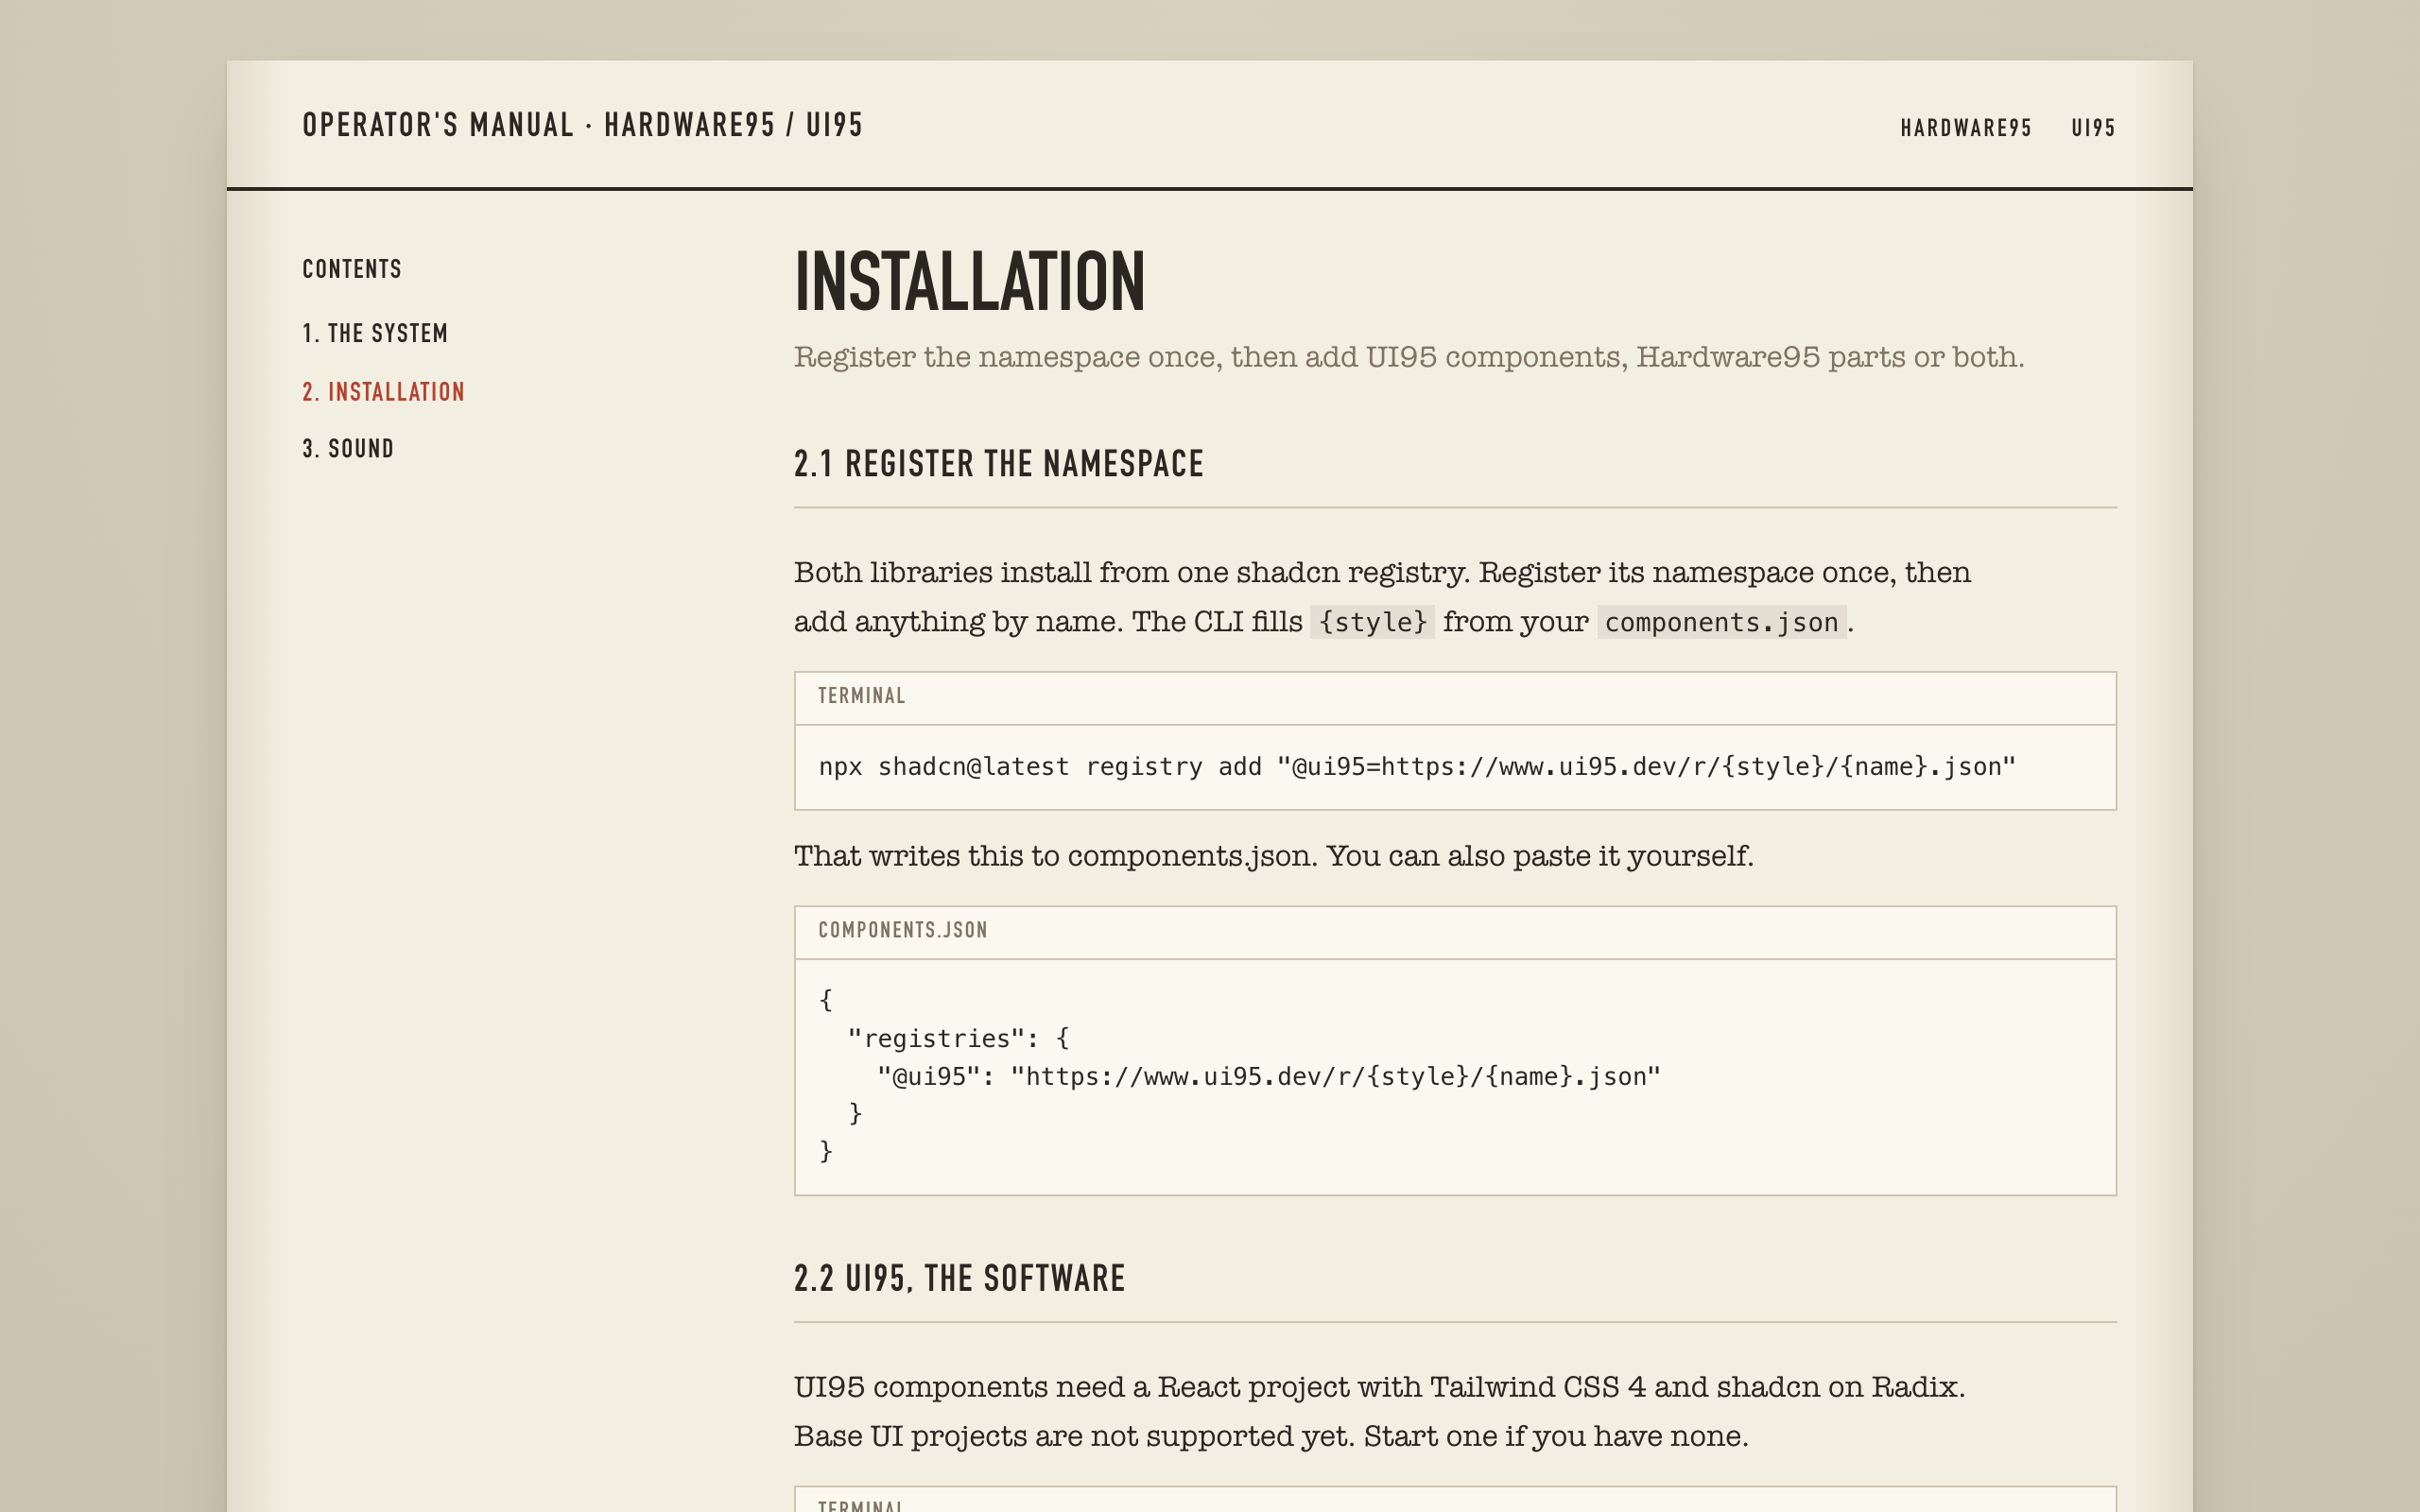 OPERATOR'S MANUAL · HARDWARE95 / UI95
HARDWARE95 UI95
CONTENTS
1. THE SYSTEM
2. INSTALLATION
3. SOUND
INSTALLATION
Register the namespace once, then add UI95 components, Hardware95 parts or both.
2.1 REGISTER THE NAMESPACE
Both libraries install from one shadcn registry. Register its namespace once, then
add anything by name. The CLI fills {style} from your components.json.
TERMINAL
npx shadcn@latest registry add "@ui95=https://www.ui95.dev/r/{style}/{name}.json"
That writes this to components.json. You can also paste it yourself.
COMPONENTS.JSON
{
  "registries": {
    "@ui95": "https://www.ui95.dev/r/{style}/{name}.json"
  }
}
2.2 UI95, THE SOFTWARE
UI95 components need a React project with Tailwind CSS 4 and shadcn on Radix.
Base UI projects are not supported yet. Start one if you have none.
TERMINAL